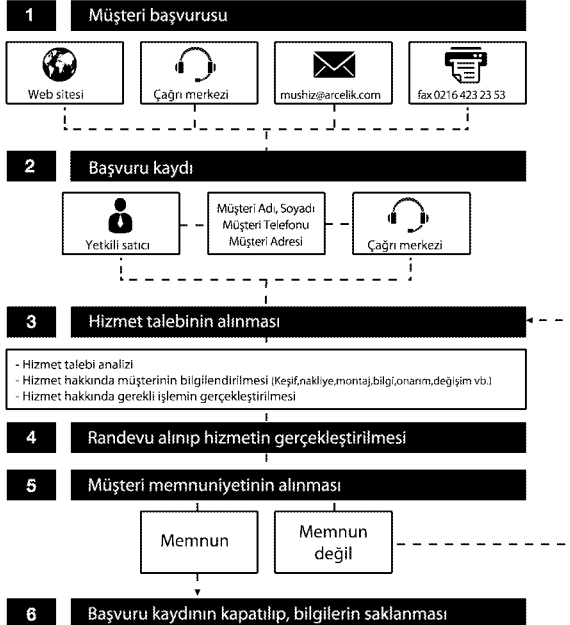 1 Müşteri başvurusu
Web sitesi
Çağrı merkezi
mushiz@arcelik.com
fax 0216 423 23 53
2 Başvuru kaydı
Yetkili satıcı
Müşteri Adı, Soyadı
Müşteri Telefonu
Müşteri Adresi
Çağrı merkezi
3 Hizmet talebinin alınması
- Hizmet talebi analizi
- Hizmet hakkında müşterinin bilgilendirilmesi (Keşif,nakliye,montaj,bilgi,onarım,değişim vb.)
- Hizmet hakkında gerekli işlemin gerçekleştirilmesi
4 Randevu alınıp hizmetin gerçekleştirilmesi
5 Müşteri memnuniyetinin alınması
Memnun
Memnun
değil
6 Başvuru kaydının kapatılıp, bilgilerin saklanması